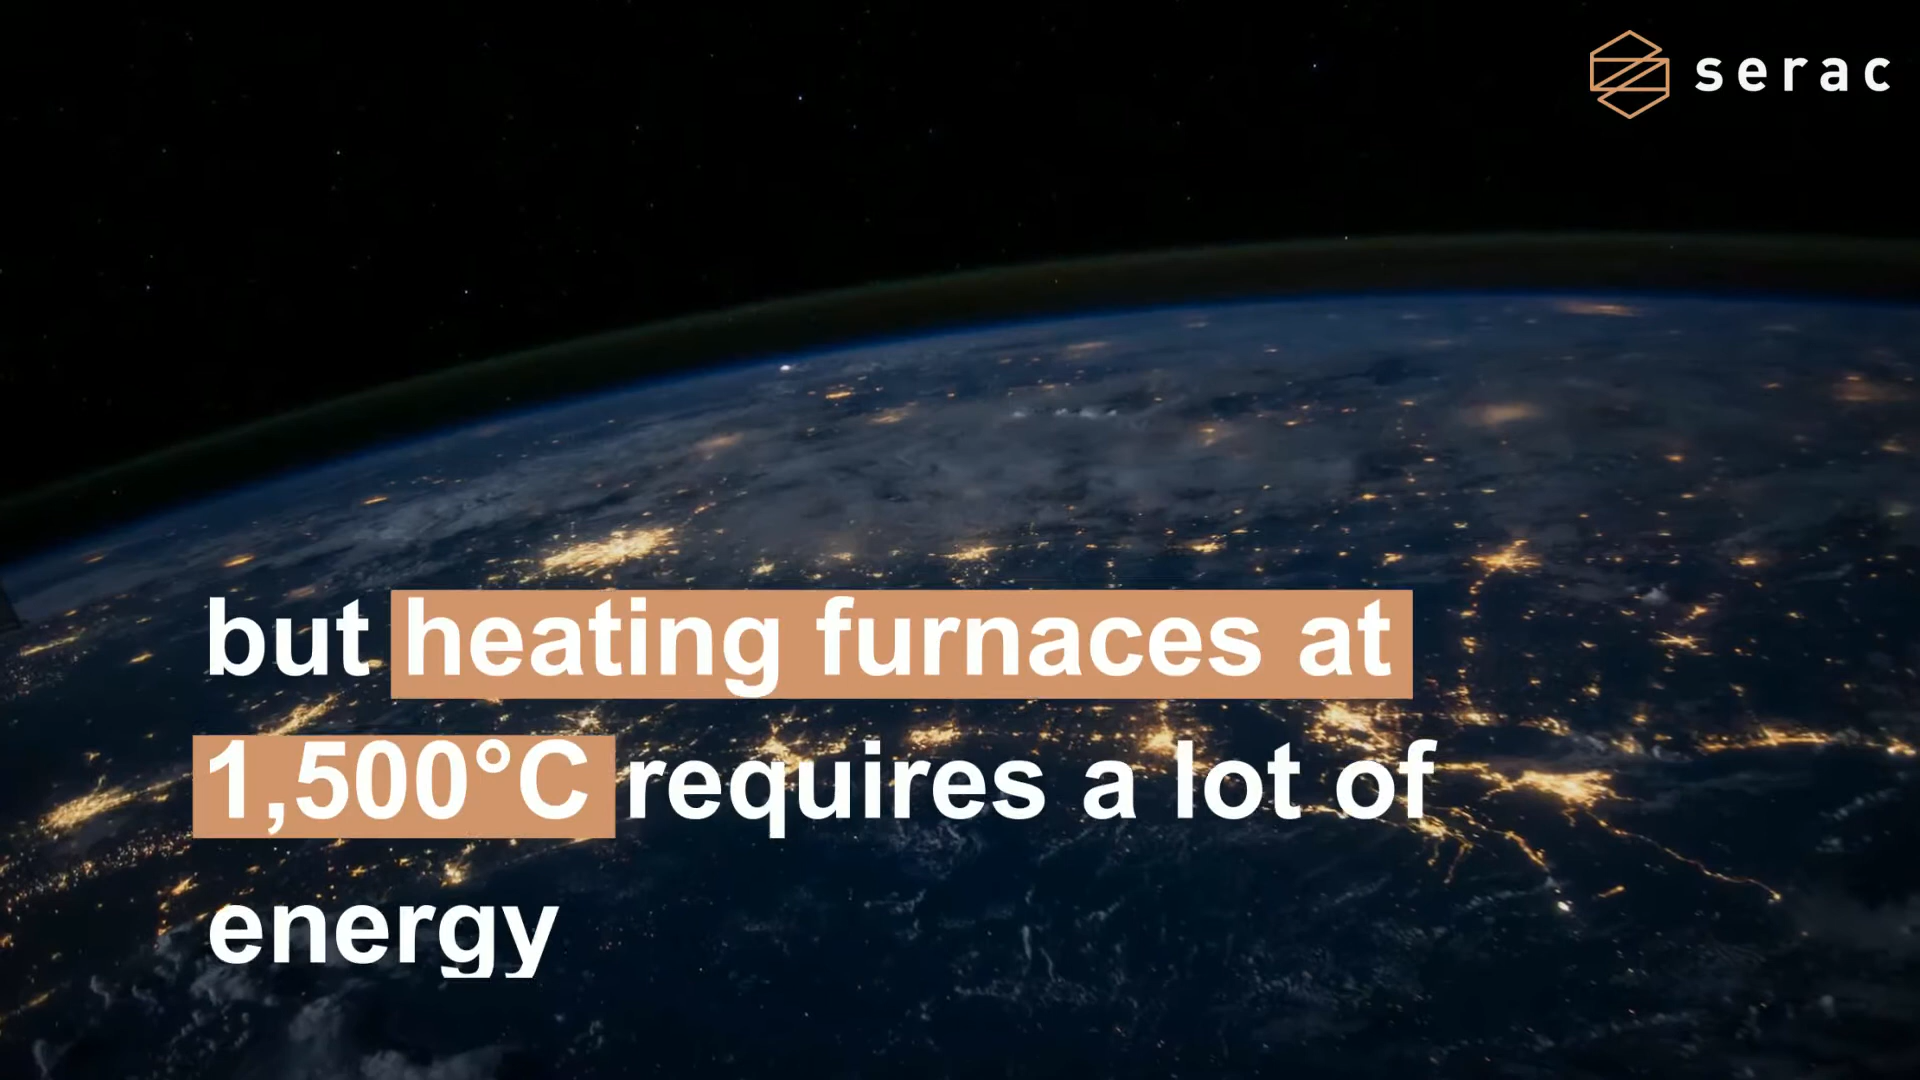 serac
but heating furnaces at
1,500°C requires a lot of
energy